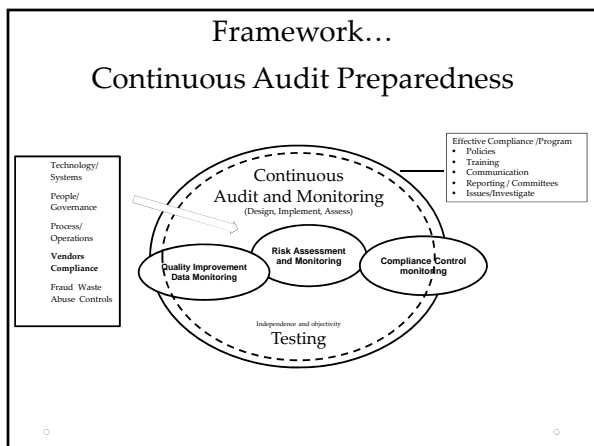 Framework…
Continuous Audit Preparedness
Technology/
Systems
People/
Governance
Process/
Operations
Vendors
Compliance
Fraud Waste
Abuse Controls
Effective Compliance /Program
• Policies
• Training
• Communication
• Reporting / Committees
• Issues/Investigate
Continuous
Audit and Monitoring
(Design, Implement, Assess)
Risk Assessment
and Monitoring
Quality Improvement
Data Monitoring
Compliance Control
monitoring
Independence and objectivity
Testing